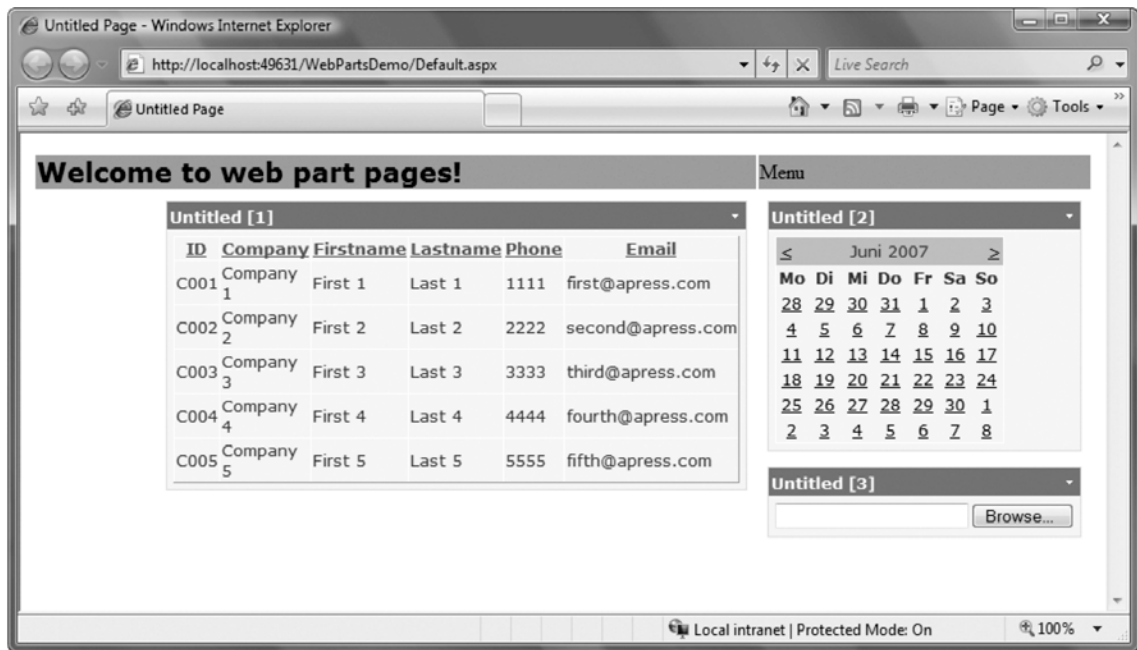 Untitled Page - Windows Internet Explorer
http://localhost:49631/WebPartsDemo/Default.aspx
Live Search
Untitled Page
Page
Tools
Welcome to web part pages!
Menu
Untitled [1]
ID Company Firstname Lastname Phone Email
C001 Company 1 First 1 Last 1 1111 first@apress.com
C002 Company 2 First 2 Last 2 2222 second@apress.com
C003 Company 3 First 3 Last 3 3333 third@apress.com
C004 Company 4 First 4 Last 4 4444 fourth@apress.com
C005 Company 5 First 5 Last 5 5555 fifth@apress.com
Untitled [2]
< Juni 2007 >
Mo Di Mi Do Fr Sa So
28 29 30 31 1 2 3
4 5 6 7 8 9 10
11 12 13 14 15 16 17
18 19 20 21 22 23 24
25 26 27 28 29 30 1
2 3 4 5 6 7 8
Untitled [3]
Browse...
Local intranet | Protected Mode: On
100%